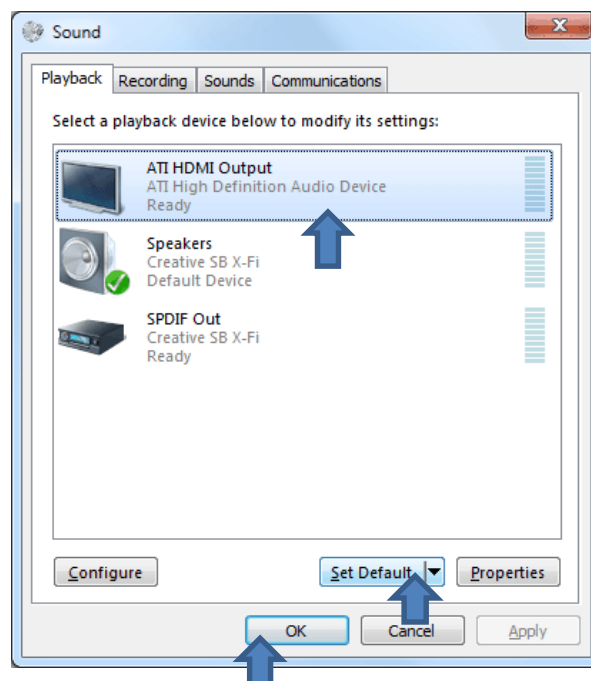 Sound
Playback Recording Sounds Communications
Select a playback device below to modify its settings:
ATI HDMI Output
ATI High Definition Audio Device
Ready
Speakers
Creative SB X-Fi
Default Device
SPDIF Out
Creative SB X-Fi
Ready
Configure Set Default Properties
OK Cancel Apply